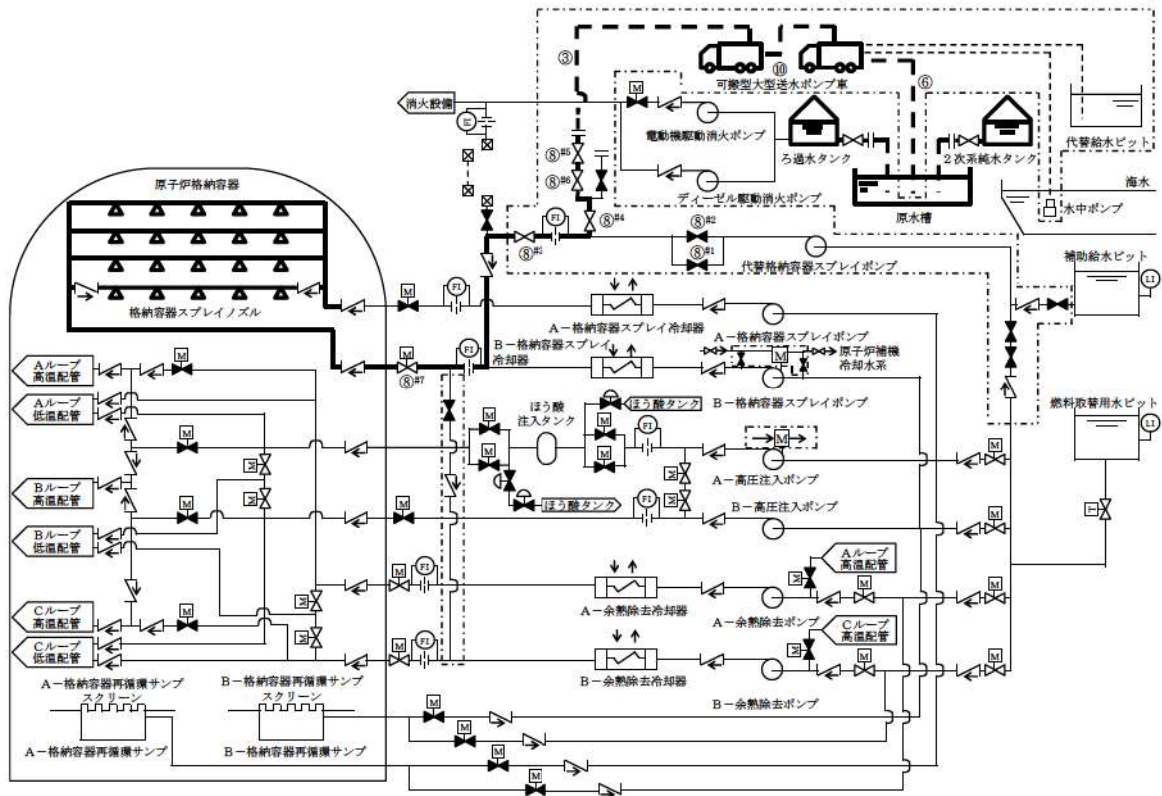 ③
⑩
⑥
可搬型大型送水ポンプ車
消火設備
M
FI
電動機駆動消火ポンプ
ろ過水タンク
2次系純水タンク
代替給水ピット
⑧#5
⑧#6
ディーゼル駆動消火ポンプ
原水槽
海水
水中ポンプ
原子炉格納容器
⑧#4
FI
⑧#3
⑧#2
⑧#1
代替格納容器スプレイポンプ
補助給水ピット
LI
格納容器スプレイノズル
M
FI
A-格納容器スプレイ冷却器
A-格納容器スプレイポンプ
B-格納容器スプレイ
冷却器
M
FI
⑧#7
M
原子炉補機
冷却水系
B-格納容器スプレイポンプ
Aループ
高温配管
M
Aループ
低温配管
ほう酸
注入タンク
ほう酸タンク
燃料取替用水ピット
LI
M
M
M
M
FI
M
M
M
A-高圧注入ポンプ
M
M
Bループ
高温配管
M
M
M
ほう酸タンク
FI
M
B-高圧注入ポンプ
M
T
Bループ
低温配管
Aループ
高温配管
M
FI
M
M
M
M
A-余熱除去冷却器
A-余熱除去ポンプ
Cループ
高温配管
M
M
Cループ
高温配管
Cループ
低温配管
M
FI
M
M
M
B-余熱除去冷却器
B-余熱除去ポンプ
A-格納容器再循環サンプ
スクリーン
B-格納容器再循環サンプ
スクリーン
M
M
A-格納容器再循環サンプ
B-格納容器再循環サンプ
M
M